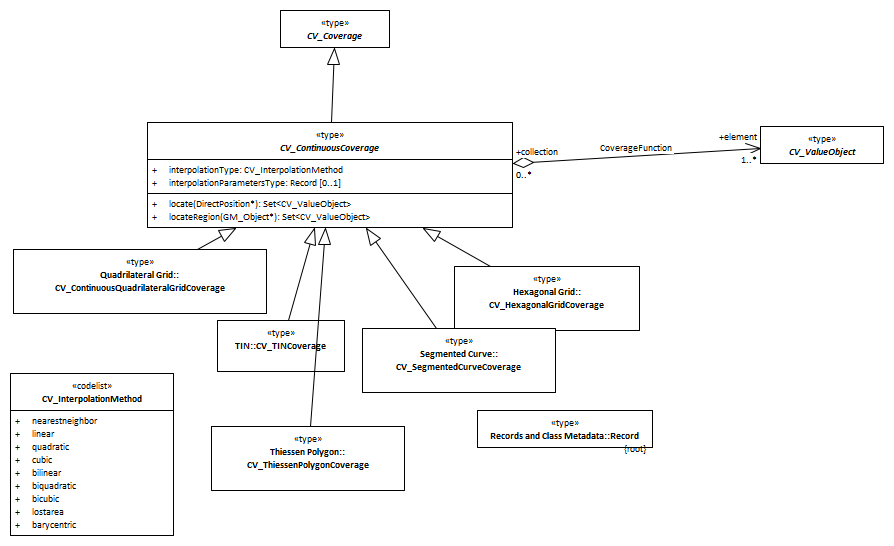 «type»
CV_Coverage
«type»
CV_ContinuousCoverage
+ interpolationType: CV_InterpolationMethod
+ interpolationParametersType: Record [0..1]
+ locate(DirectPosition*): Set<CV_ValueObject>
+ locateRegion(GM_Object*): Set<CV_ValueObject>
+collection
0..*
CoverageFunction
+element
1..*
«type»
CV_ValueObject
«type»
Quadrilateral Grid::
CV_ContinuousQuadrilateralGridCoverage
«type»
Hexagonal Grid::
CV_HexagonalGridCoverage
«type»
TIN::CV_TINCoverage
«type»
Segmented Curve::
CV_SegmentedCurveCoverage
«codelist»
CV_InterpolationMethod
+ nearestneighbor
+ linear
+ quadratic
+ cubic
+ bilinear
+ biquadratic
+ bicubic
+ lostarea
+ barycentric
«type»
Thiessen Polygon::
CV_ThiessenPolygonCoverage
«type»
Records and Class Metadata::Record
{root}